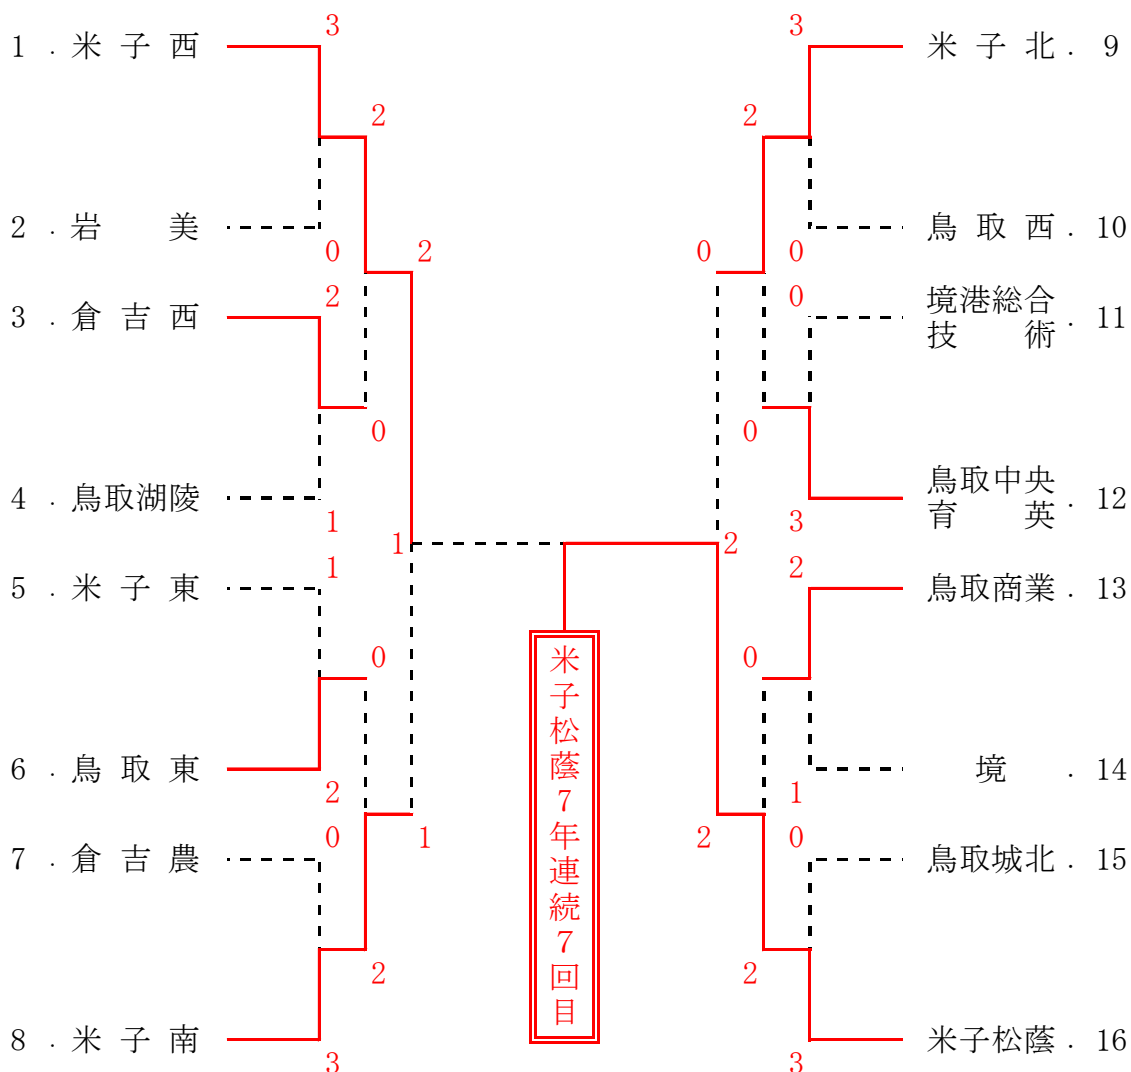 3
3
1 . 米 子 西
米 子 北 . 9
2
2
2 . 岩 美
鳥 取 西 . 10
0
2
0
0
2
0
3 . 倉 吉 西
境港総合
技 術 . 11
0
0
4 . 鳥取湖陵
鳥取中央
育 英 . 12
1
3
1
2
1
2
5 . 米 子 東
鳥取商業 . 13
0
0
米子松蔭7年連続7回目
6 . 鳥 取 東
境 . 14
2
1
0
1
2
0
7 . 倉 吉 農
鳥取城北 . 15
2
2
8 . 米 子 南
米子松蔭 . 16
3
3